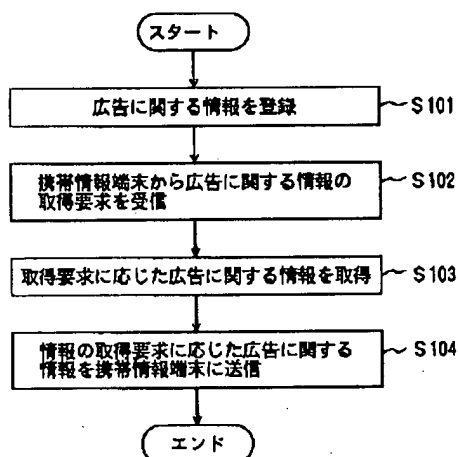 スタート
広告に関する情報を登録
S101
携帯情報端末から広告に関する情報の
取得要求を受信
S102
取得要求に応じた広告に関する情報を取得
S103
情報の取得要求に応じた広告に関する
情報を携帯情報端末に送信
S104
エンド